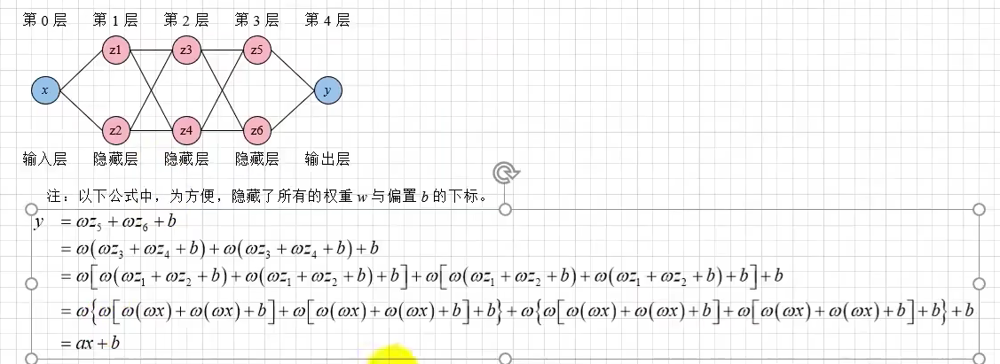 第 0 层 第 1 层 第 2 层 第 3 层 第 4 层
z1 z3 z5
x y
z2 z4 z6
输入层 隐藏层 隐藏层 隐藏层 输出层
注：以下公式中，为方便，隐藏了所有的权重 w 与偏置 b 的下标。
y = ωz₅ + ωz₆ + b
= ω(ωz₃ + ωz₄ + b) + ω(ωz₃ + ωz₄ + b) + b
= ω[ω(ωz₁ + ωz₂ + b) + ω(ωz₁ + ωz₂ + b) + b] + ω[ω(ωz₁ + ωz₂ + b) + ω(ωz₁ + ωz₂ + b) + b] + b
= ω{ω[ω(ωx) + ω(ωx) + b] + ω[ω(ωx) + ω(ωx) + b] + b} + ω{ω[ω(ωx) + ω(ωx) + b] + ω[ω(ωx) + ω(ωx) + b] + b} + b
= ax + b